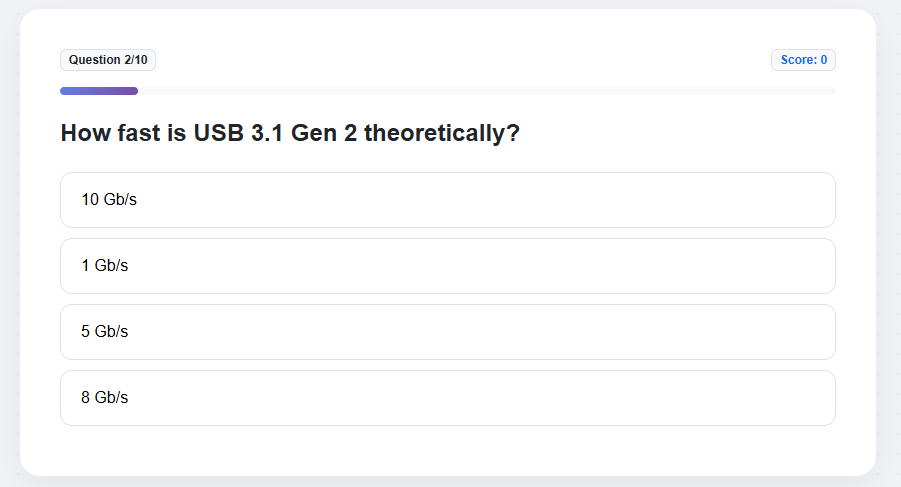 Question 2/10
Score: 0
How fast is USB 3.1 Gen 2 theoretically?
10 Gb/s
1 Gb/s
5 Gb/s
8 Gb/s